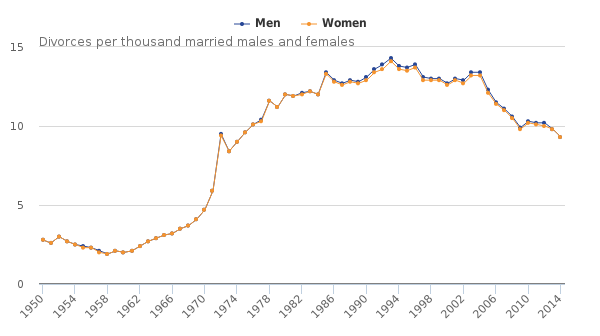 Men Women
Divorces per thousand married males and females
15
10
5
0
1950 1954 1958 1962 1966 1970 1974 1978 1982 1986 1990 1994 1998 2002 2006 2010 2014